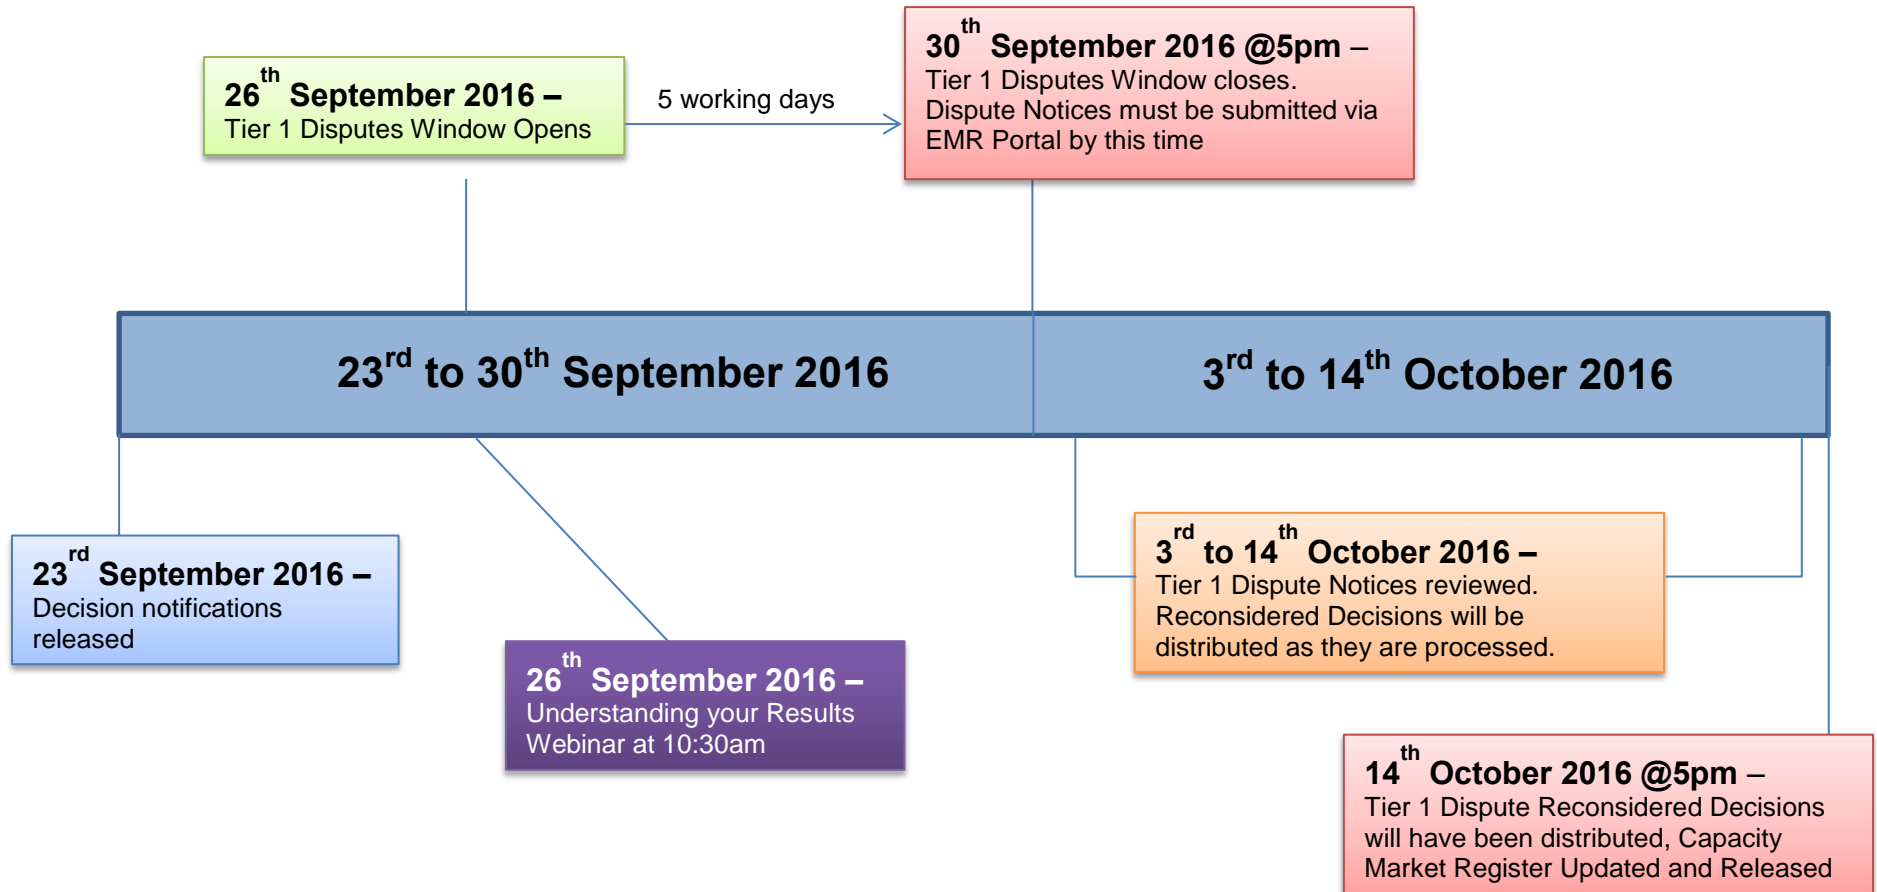 30th September 2016 @5pm –
Tier 1 Disputes Window closes.
Dispute Notices must be submitted via
EMR Portal by this time
26th September 2016 –
Tier 1 Disputes Window Opens
5 working days
23rd to 30th September 2016
3rd to 14th October 2016
23rd September 2016 –
Decision notifications
released
26th September 2016 –
Understanding your Results
Webinar at 10:30am
3rd to 14th October 2016 –
Tier 1 Dispute Notices reviewed.
Reconsidered Decisions will be
distributed as they are processed.
14th October 2016 @5pm –
Tier 1 Dispute Reconsidered Decisions
will have been distributed, Capacity
Market Register Updated and Released